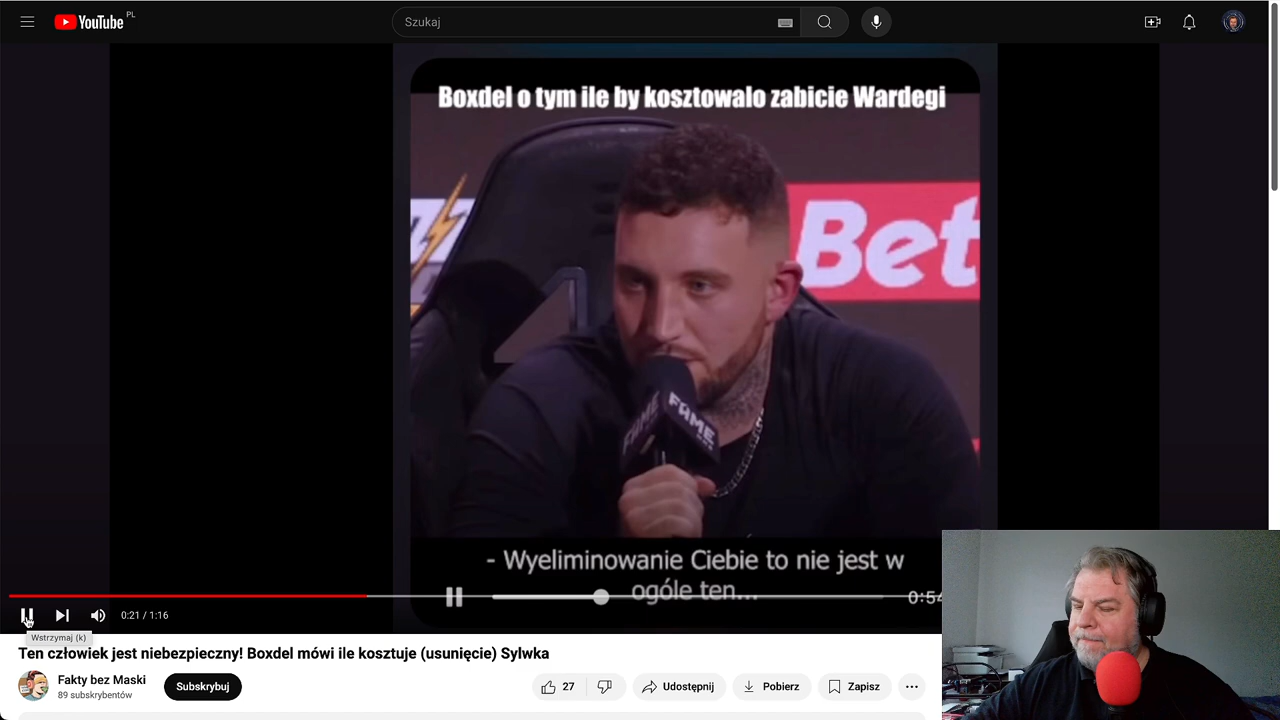 YouTube PL
Szukaj
Boxdel o tym ile by kosztowało zabicie Wardegi
Bet
FAME
FAME
- Wyeliminowanie Ciebie to nie jest w
ogóle ten...
0:54
0:21 / 1:16
Wstrzymaj (k)
Ten człowiek jest niebezpieczny! Boxdel mówi ile kosztuje (usunięcie) Sylwka
Fakty bez Maski
89 subskrybentów
Subskrybuj
27
Udostępnij
Pobierz
Zapisz